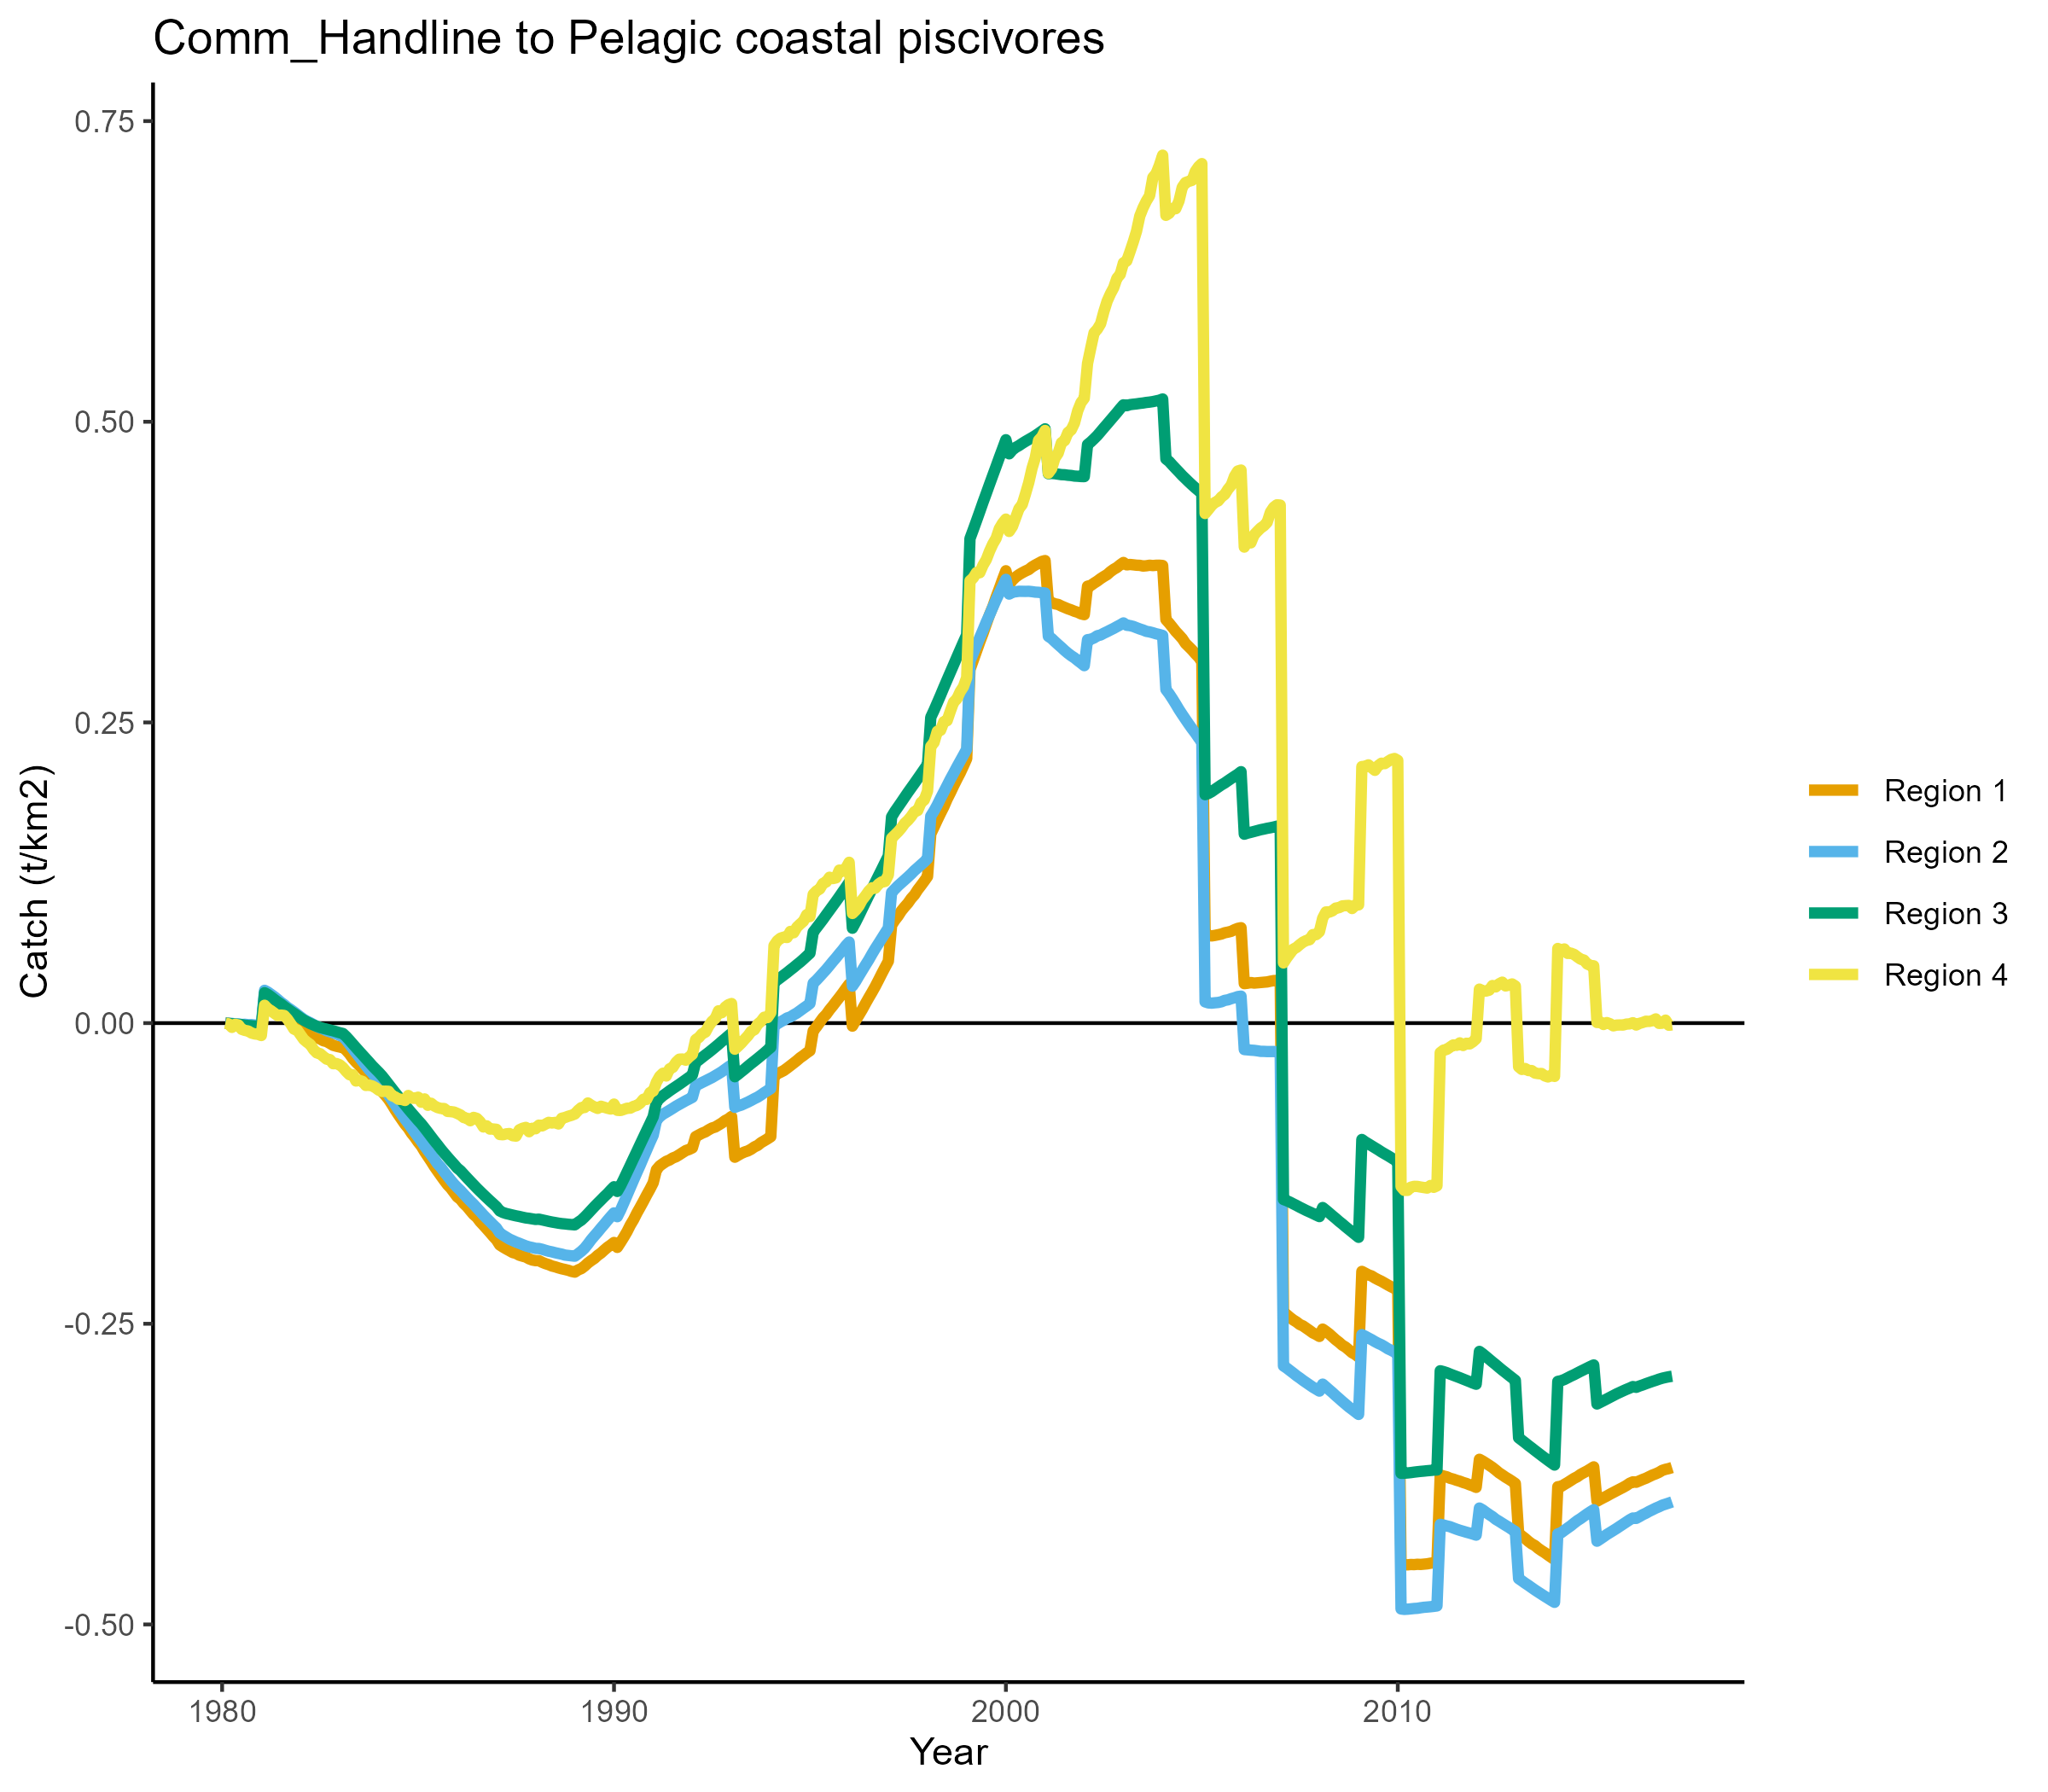 Comm_Handline to Pelagic coastal piscivores
0.75
0.50
0.25
0.00
-0.25
-0.50
Catch (t/km2)
1980
1990
2000
2010
Year
Region 1
Region 2
Region 3
Region 4